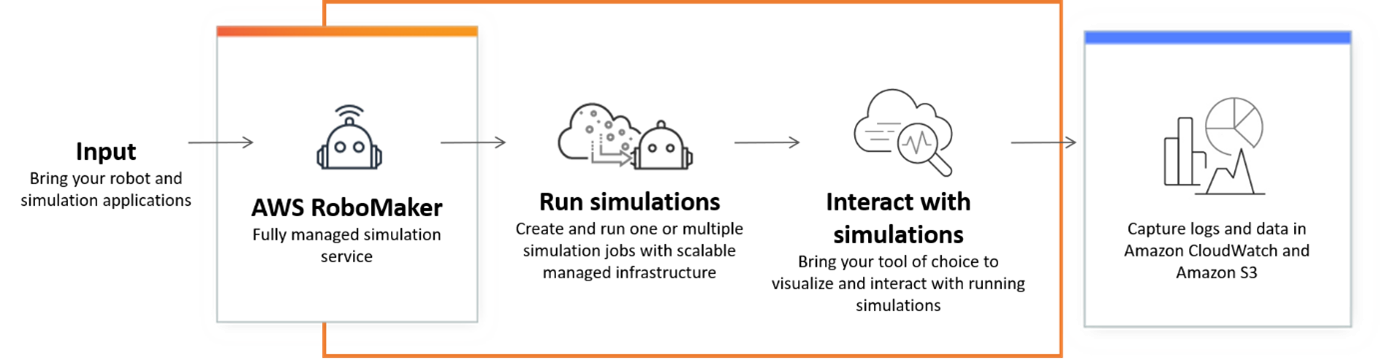 Input
Bring your robot and
simulation applications
AWS RoboMaker
Fully managed simulation
service
Run simulations
Create and run one or multiple
simulation jobs with scalable
managed infrastructure
Interact with
simulations
Bring your tool of choice to
visualize and interact with running
simulations
Capture logs and data in
Amazon CloudWatch and
Amazon S3